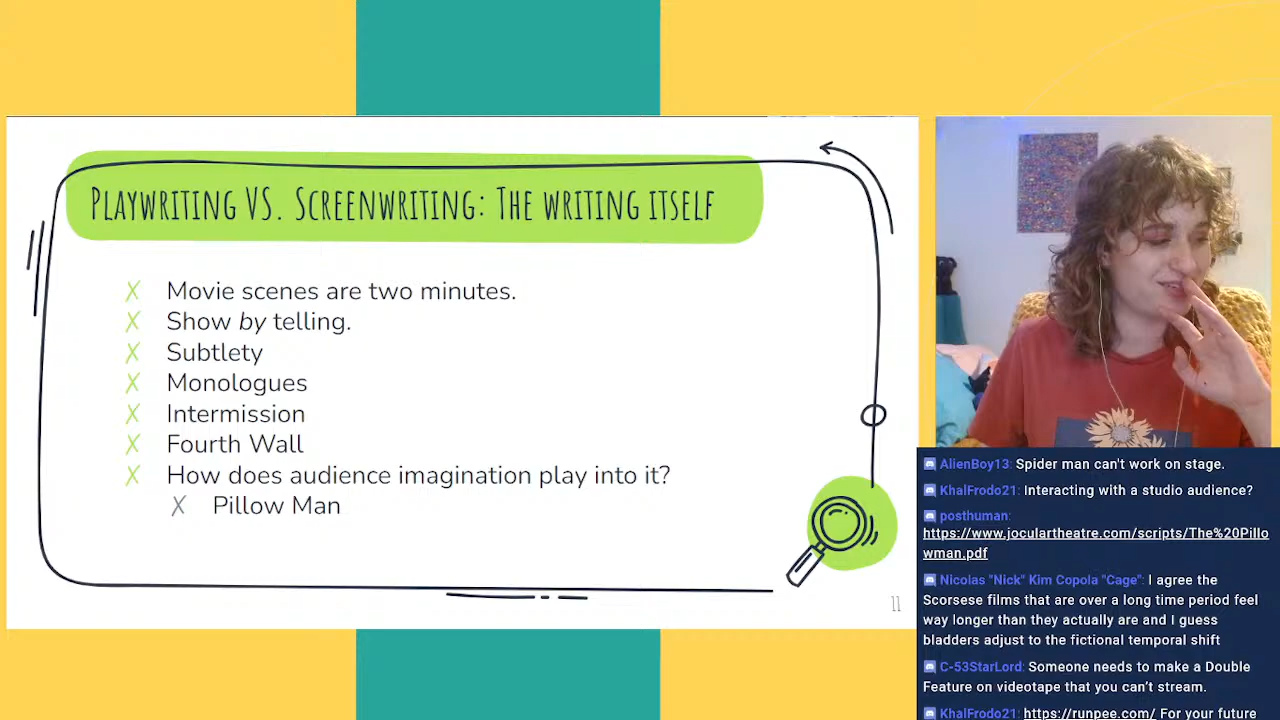 Playwriting VS. Screenwriting: The writing itself
Movie scenes are two minutes.
Show by telling.
Subtlety
Monologues
Intermission
Fourth Wall
How does audience imagination play into it?
Pillow Man
11
AlienBoy13: Spider man can't work on stage.
KhalFrodo21: Interacting with a studio audience?
posthuman:
https://www.joculartheatre.com/scripts/The%20Pillo
wman.pdf
Nicolas "Nick" Kim Copola "Cage": I agree the
Scorsese films that are over a long time period feel
way longer than they actually are and I guess
bladders adjust to the fictional temporal shift
C-53StarLord: Someone needs to make a Double
Feature on videotape that you can't stream.
KhalFrodo21: https://runpee.com/ For your future